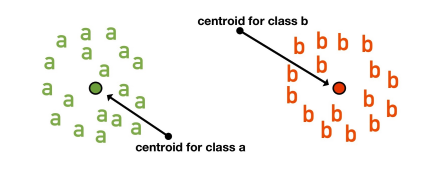 centroid for class b
a a a
b b b b
a a a a
b
a
b b b
a a
b
a a
b b
a a a
b b b
a a a
b b
centroid for class a